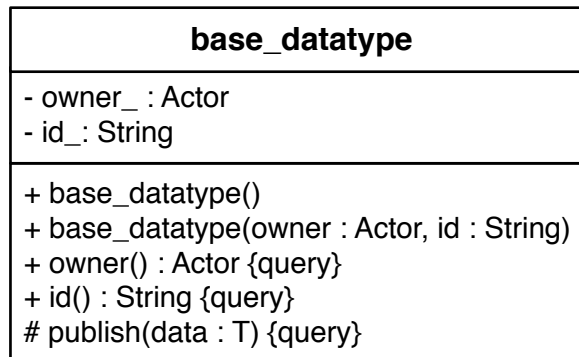 base_datatype
- owner_ : Actor
- id_: String
+ base_datatype()
+ base_datatype(owner : Actor, id : String)
+ owner() : Actor {query}
+ id() : String {query}
# publish(data : T) {query}